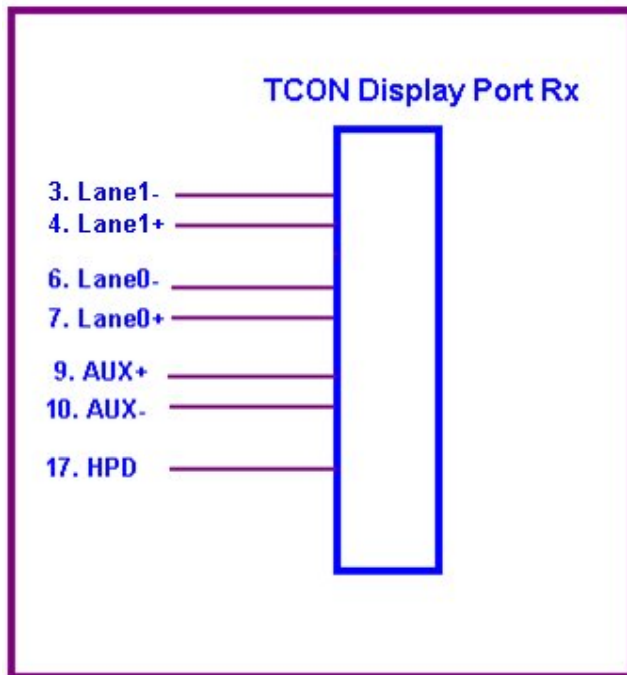 TCON Display Port Rx
3. Lane1-
4. Lane1+
6. Lane0-
7. Lane0+
9. AUX+
10. AUX-
17. HPD